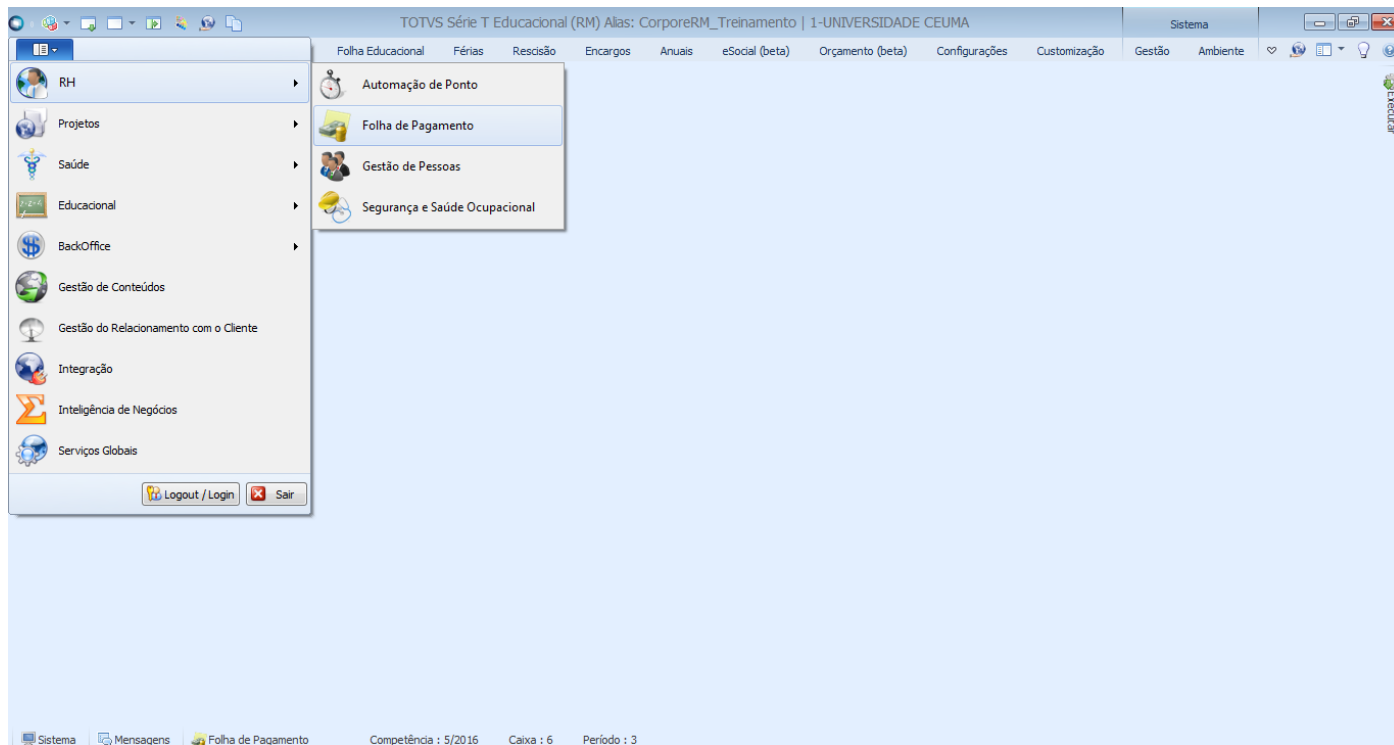 TOTVS Série T Educacional (RM) Alias: CorporeRM_Treinamento | 1-UNIVERSIDADE CEUMA
Sistema
Folha Educacional Férias Rescisão Encargos Anuais eSocial (beta) Orçamento (beta) Configurações Customização Gestão Ambiente
Executar
RH
Projetos
Saúde
Educacional
BackOffice
Gestão de Conteúdos
Gestão do Relacionamento com o Cliente
Integração
Inteligência de Negócios
Serviços Globais
Logout / Login Sair
Automação de Ponto
Folha de Pagamento
Gestão de Pessoas
Segurança e Saúde Ocupacional
Sistema Mensagens Folha de Pagamento Competência : 5/2016 Caixa : 6 Período : 3